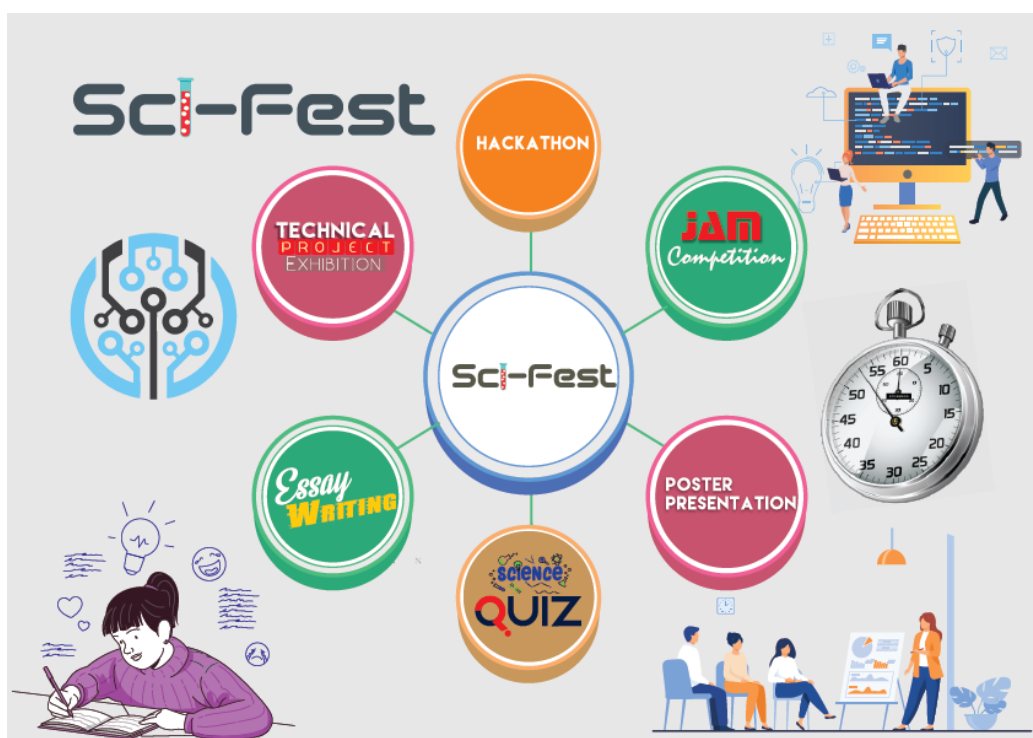 Sci-Fest
HACKATHON
TECHNICAL
PROJECT
EXHIBITION
JAM
Competition
Sci-Fest
60
5
10
15
20
25
30
35
40
45
50
55
Essay
WRITING
POSTER
PRESENTATION
SCIENCE
QUIZ